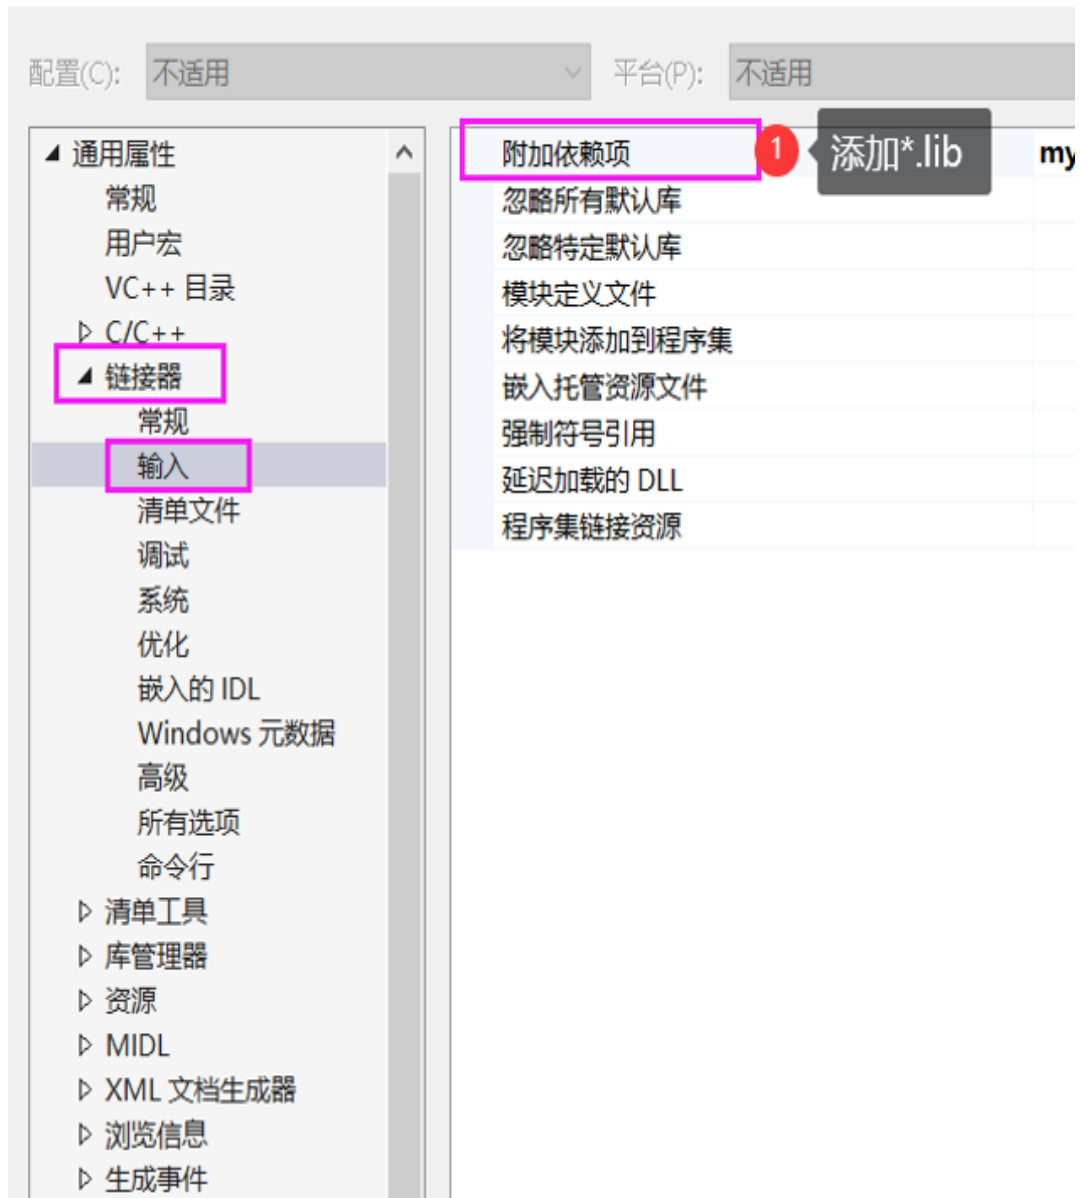 配置(C): 不适用 平台(P): 不适用
通用属性
常规
用户宏
VC++ 目录
C/C++
链接器
常规
输入
清单文件
调试
系统
优化
嵌入的 IDL
Windows 元数据
高级
所有选项
命令行
清单工具
库管理器
资源
MIDL
XML 文档生成器
浏览信息
生成事件
附加依赖项 1 添加*.lib my
忽略所有默认库
忽略特定默认库
模块定义文件
将模块添加到程序集
嵌入托管资源文件
强制符号引用
延迟加载的 DLL
程序集链接资源